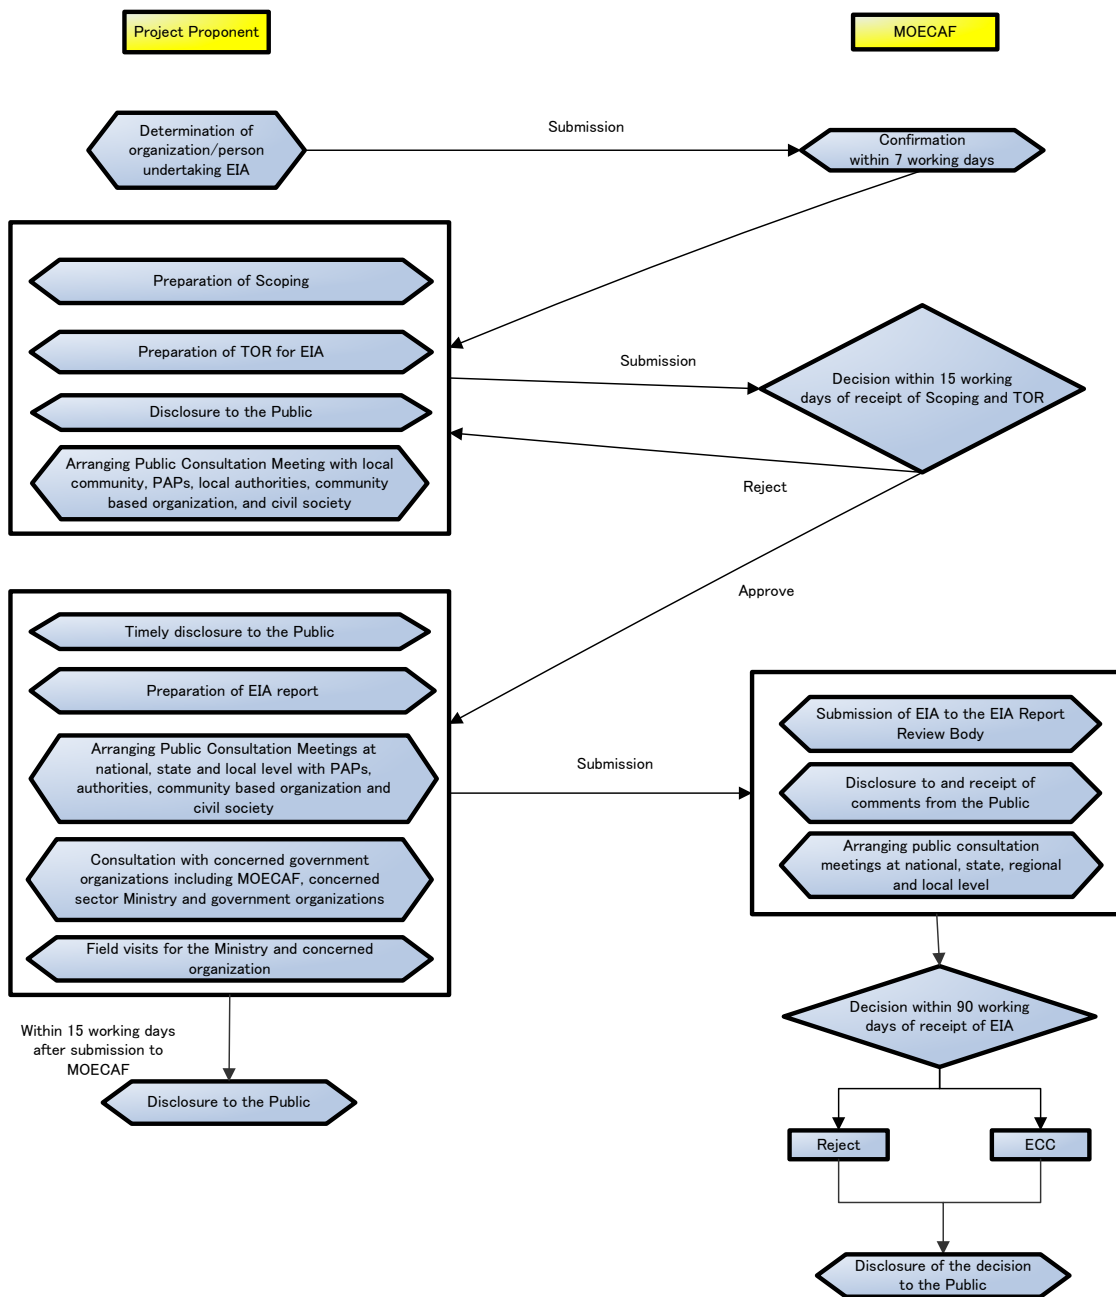 Project Proponent
MOECAF
Determination of
organization/person
undertaking EIA
Submission
Confirmation
within 7 working days
Preparation of Scoping
Preparation of TOR for EIA
Disclosure to the Public
Arranging Public Consultation Meeting with local
community, PAPs, local authorities, community
based organization, and civil society
Submission
Decision within 15 working
days of receipt of Scoping and TOR
Reject
Approve
Timely disclosure to the Public
Preparation of EIA report
Arranging Public Consultation Meetings at
national, state and local level with PAPs,
authorities, community based organization and
civil society
Consultation with concerned government
organizations including MOECAF, concerned
sector Ministry and government organizations
Field visits for the Ministry and concerned
organization
Submission
Submission of EIA to the EIA Report
Review Body
Disclosure to and receipt of
comments from the Public
Arranging public consultation
meetings at national, state, regional
and local level
Within 15 working days
after submission to
MOECAF
Disclosure to the Public
Decision within 90 working
days of receipt of EIA
Reject
ECC
Disclosure of the decision
to the Public